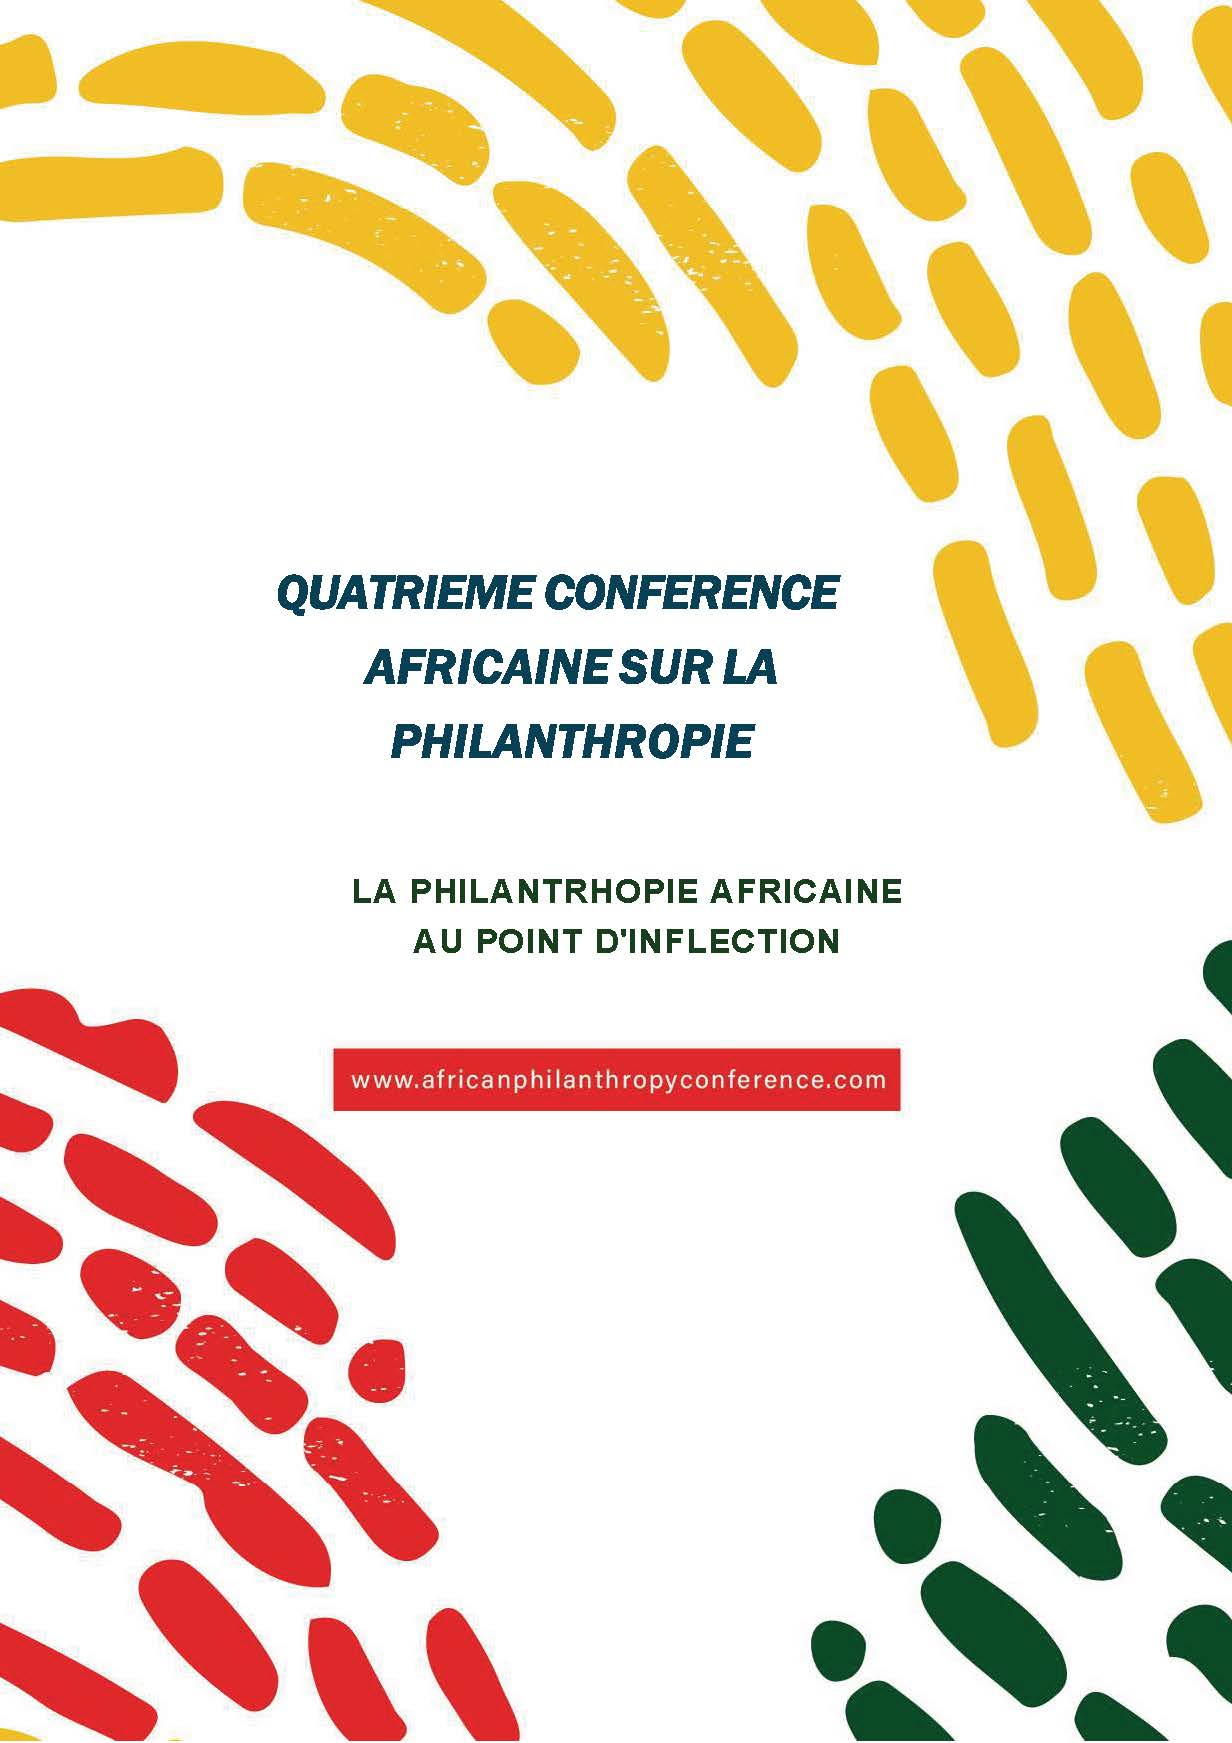 QUATRIEME CONFERENCE
AFRICAINE SUR LA
PHILANTHROPIE
LA PHILANTRHOPIE AFRICAINE
AU POINT D'INFLECTION
www.africanphilanthropyconference.com